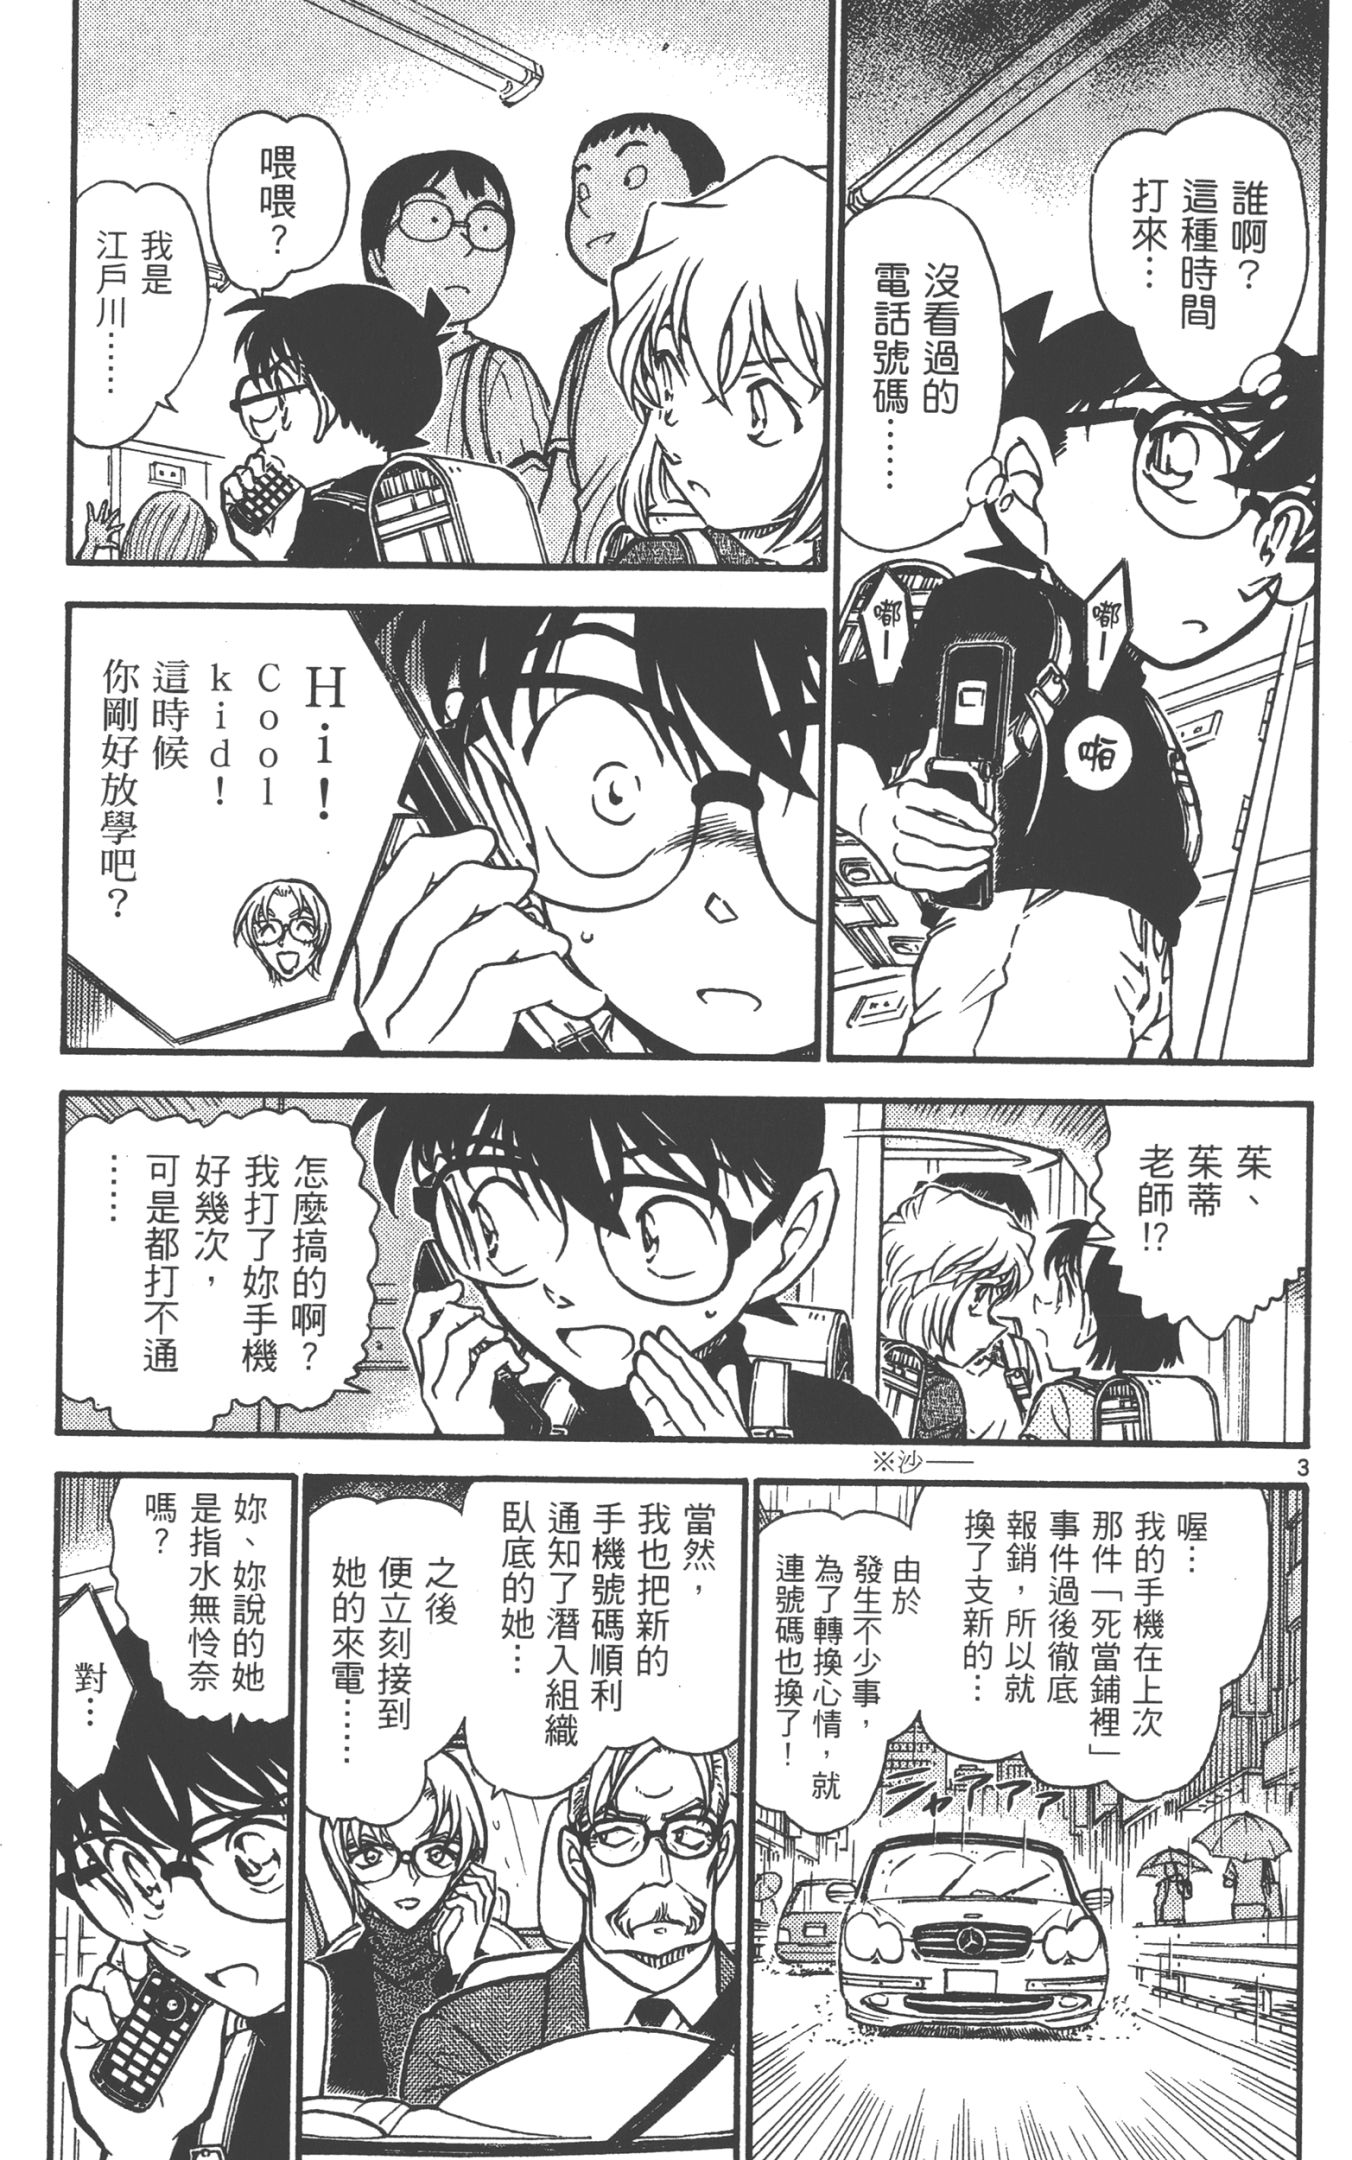 誰啊？
這種時間
打來…
沒看過的
電話號碼……
嘟—
嘟—
啪
喂喂？
我是
江戶川……
Hi！
Cool
kid！
這時候
你剛好放學吧？
茱、
茱蒂
老師!?
怎麼搞的啊？
我打了妳手機
好幾次，
可是都打不通
……
※沙——
3
喔…
我的手機在上次
那件「死當鋪裡」
事件過後徹底
報銷，所以就
換了支新的…
由於
發生不少事，
為了轉換心情，就
連號碼也換了！
シャアアア
當然，
我也把新的
手機號碼順利
通知了潛入組織
臥底的她…
之後
便立刻接到
她的來電……
妳、妳說的她
是指水無怜奈
嗎？
對…